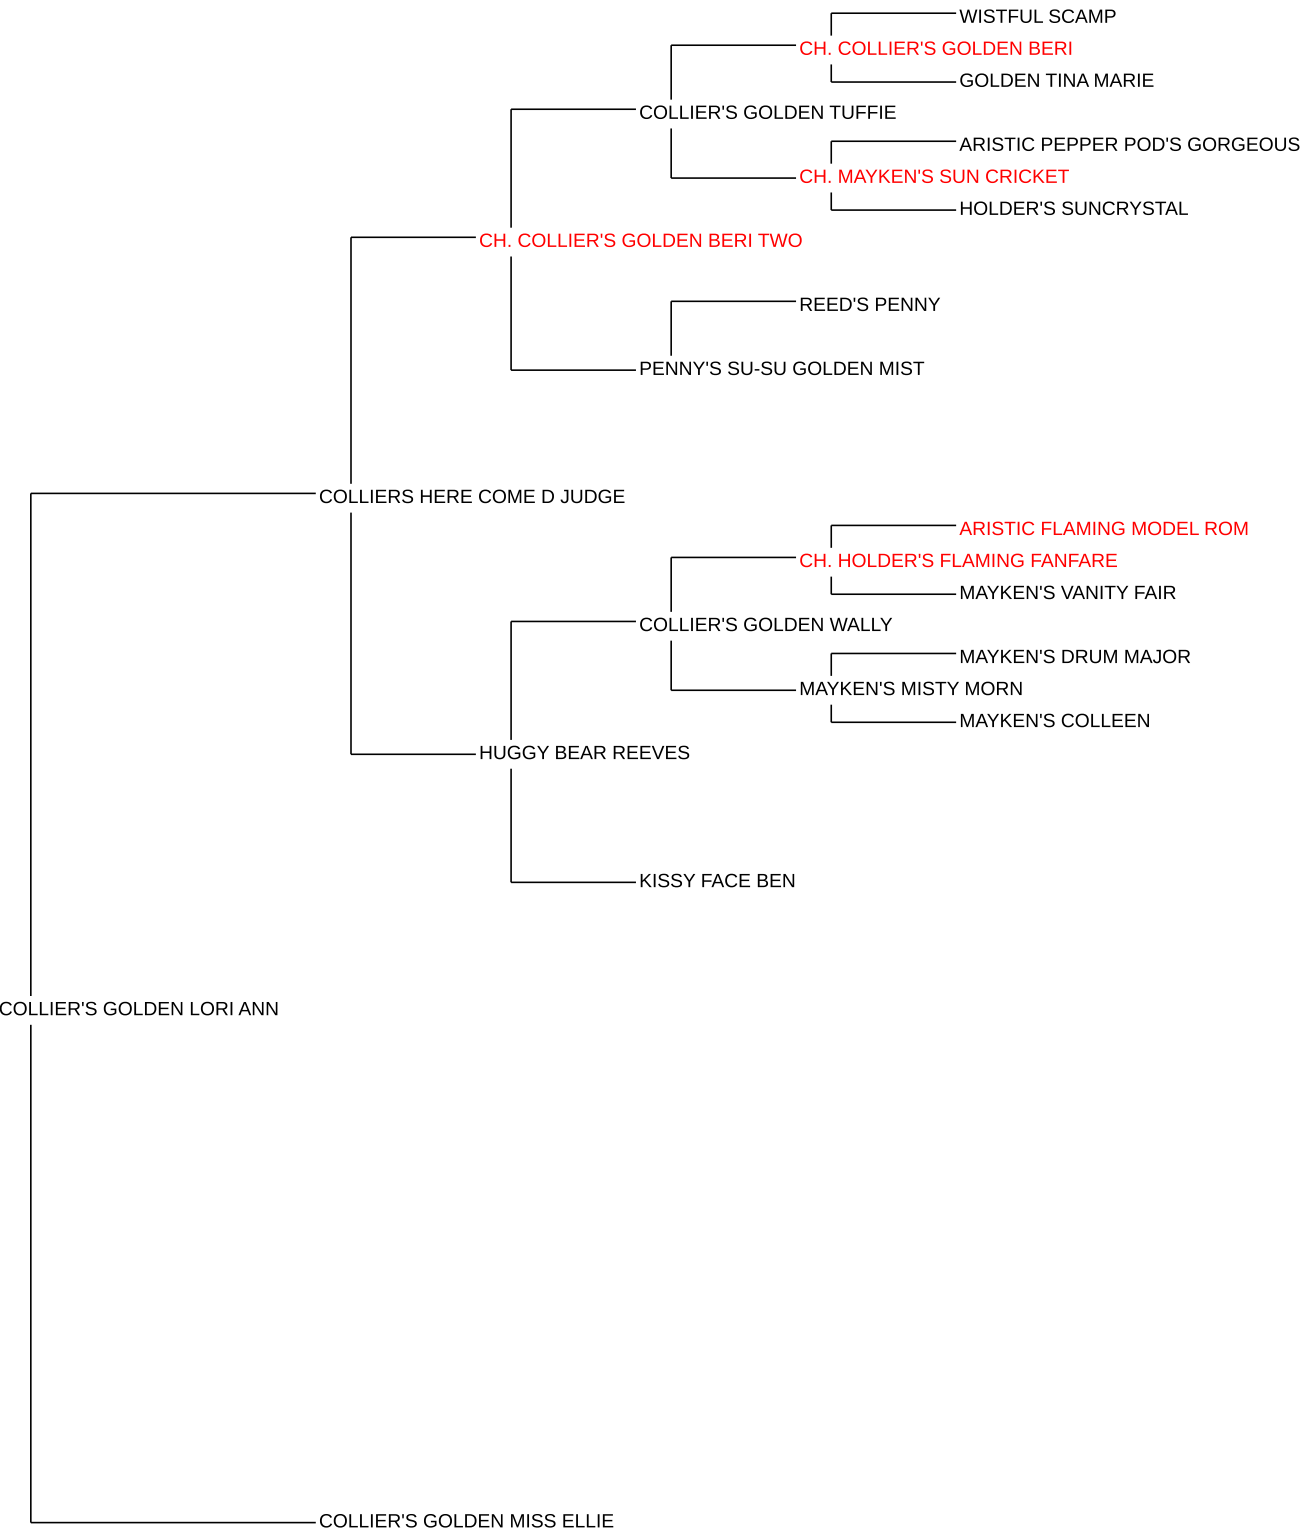 WISTFUL SCAMP
CH. COLLIER'S GOLDEN BERI
GOLDEN TINA MARIE
COLLIER'S GOLDEN TUFFIE
ARISTIC PEPPER POD'S GORGEOUS
CH. MAYKEN'S SUN CRICKET
HOLDER'S SUNCRYSTAL
CH. COLLIER'S GOLDEN BERI TWO
REED'S PENNY
PENNY'S SU-SU GOLDEN MIST
COLLIERS HERE COME D JUDGE
ARISTIC FLAMING MODEL ROM
CH. HOLDER'S FLAMING FANFARE
MAYKEN'S VANITY FAIR
COLLIER'S GOLDEN WALLY
MAYKEN'S DRUM MAJOR
MAYKEN'S MISTY MORN
MAYKEN'S COLLEEN
HUGGY BEAR REEVES
KISSY FACE BEN
COLLIER'S GOLDEN LORI ANN
COLLIER'S GOLDEN MISS ELLIE